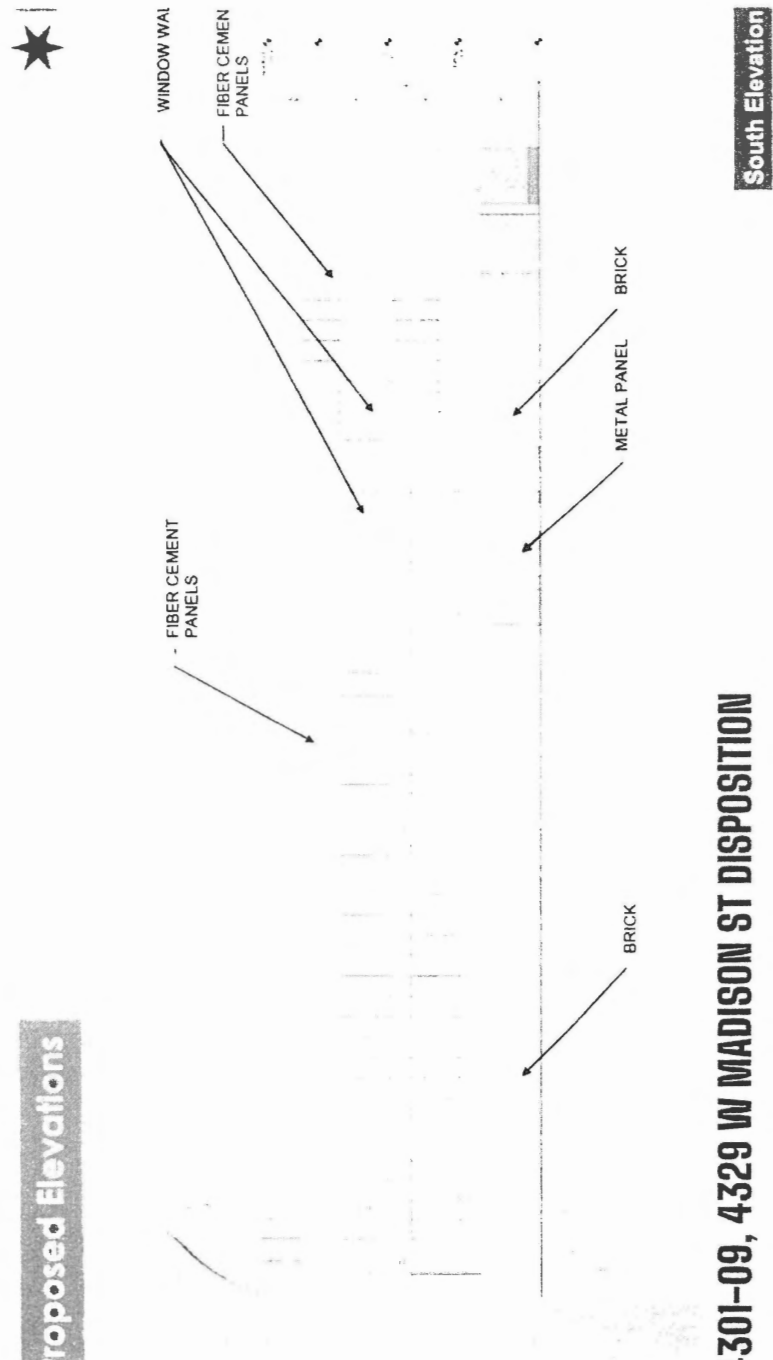 roposed Elevations
WINDOW WAL
FIBER CEMEN
PANELS
FIBER CEMENT
PANELS
BRICK
METAL PANEL
BRICK
South Elevation
301-09, 4329 W MADISON ST DISPOSITION